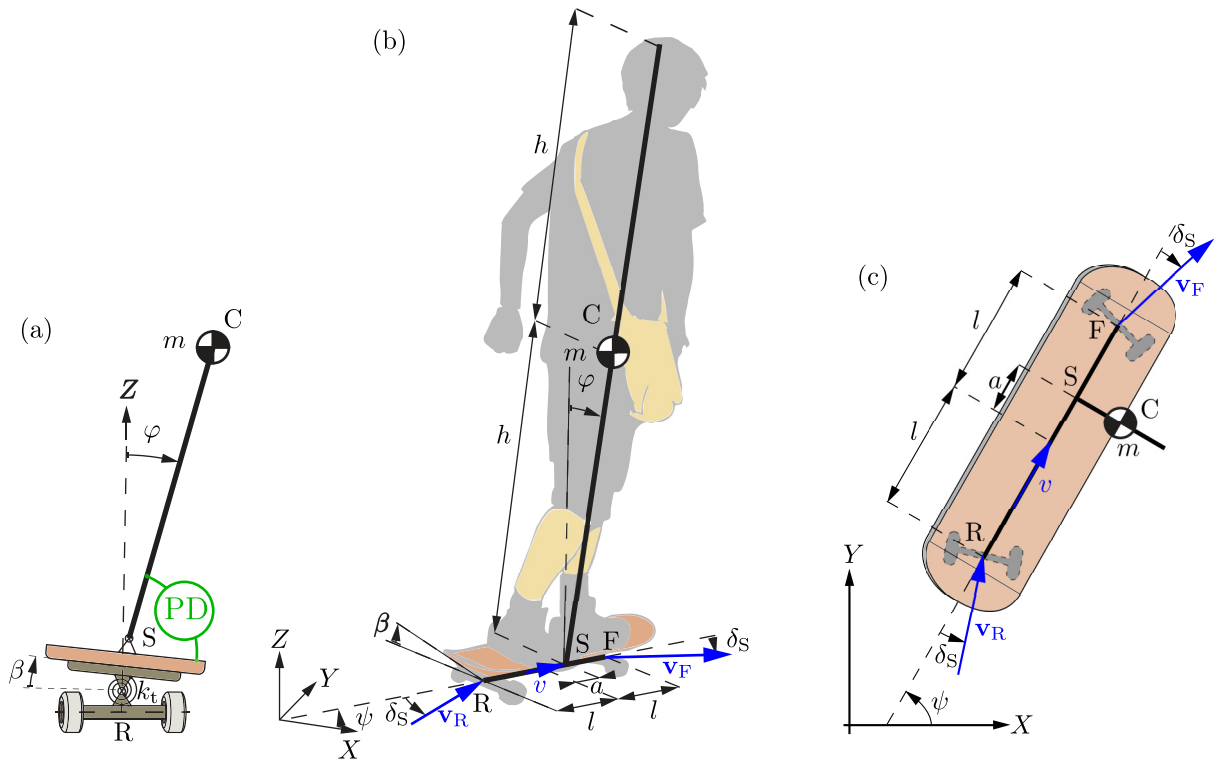 (a)
C
m
Z
φ
PD
S
β
k_t
R
(b)
h
C
m
φ
h
β
Z
Y
X
ψ
S
F
δ_S
v_F
v
a
R
l
l
δ_S
v_R
(c)
δ_S
v_F
l
F
S
a
C
m
l
v
R
Y
v_R
δ_S
ψ
X